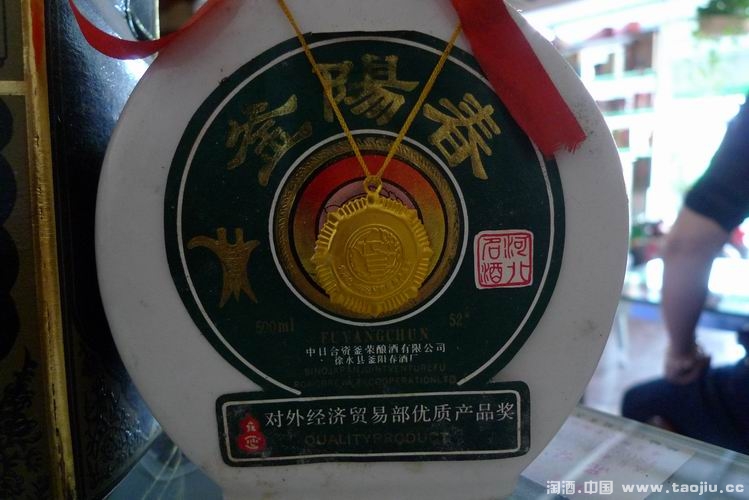 釜陽春
河北
名酒
500ml
52°
FUYANGCHUN
中日合资釜荣酿酒有限公司
徐水县釜阳春酒厂
对外经济贸易部优质产品奖
QUALITYPRODUCT
淘酒.中国 www.taojiu.cc